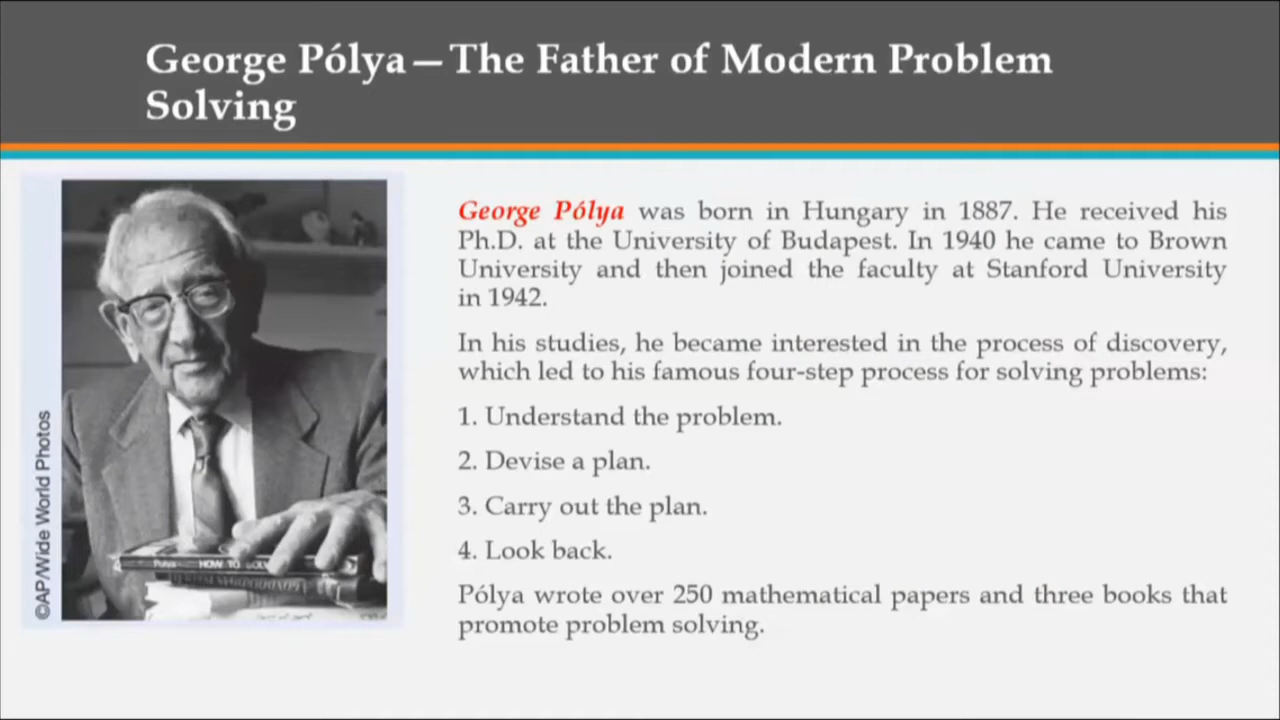 George Pólya—The Father of Modern Problem
Solving
George Pólya was born in Hungary in 1887. He received his
Ph.D. at the University of Budapest. In 1940 he came to Brown
University and then joined the faculty at Stanford University
in 1942.
In his studies, he became interested in the process of discovery,
which led to his famous four-step process for solving problems:
1. Understand the problem.
2. Devise a plan.
3. Carry out the plan.
4. Look back.
Pólya wrote over 250 mathematical papers and three books that
promote problem solving.
©AP/Wide World Photos
Polya HOW TO